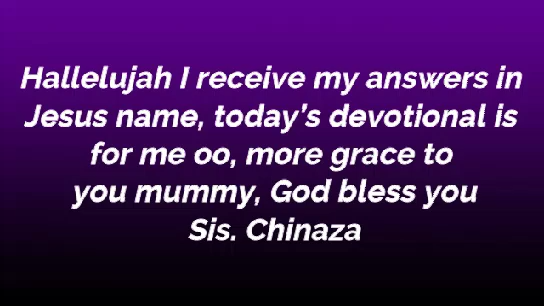 Hallelujah I receive my answers in
Jesus name, today's devotional is
for me oo, more grace to
you mummy, God bless you
Sis. Chinaza